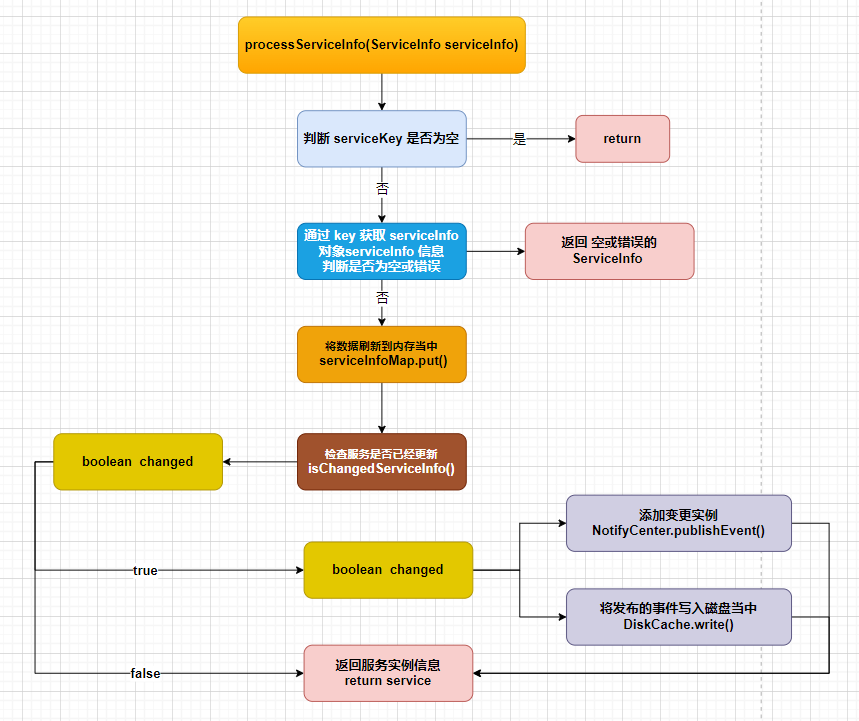 processServiceInfo(ServiceInfo serviceInfo)
判断 serviceKey 是否为空
是
return
否
通过 key 获取 serviceInfo
对象serviceInfo 信息
判断是否为空或错误
返回 空或错误的
ServiceInfo
否
将数据刷新到内存当中
serviceInfoMap.put()
boolean changed
检查服务是否已经更新
isChangedServiceInfo()
添加变更实例
NotifyCenter.publishEvent()
true
boolean changed
将发布的事件写入磁盘当中
DiskCache.write()
false
返回服务实例信息
return service